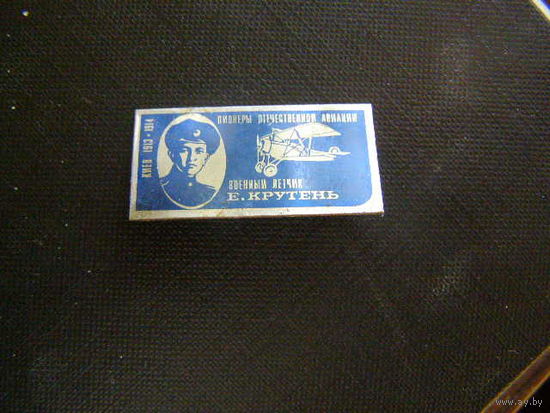 КИЕВ 1913-1914
ПИОНЕРЫ ОТЕЧЕСТВЕННОЙ АВИАЦИИ
ВОЕННЫЙ ЛЕТЧИК
Е. КРУТЕНЬ
www.ay.by